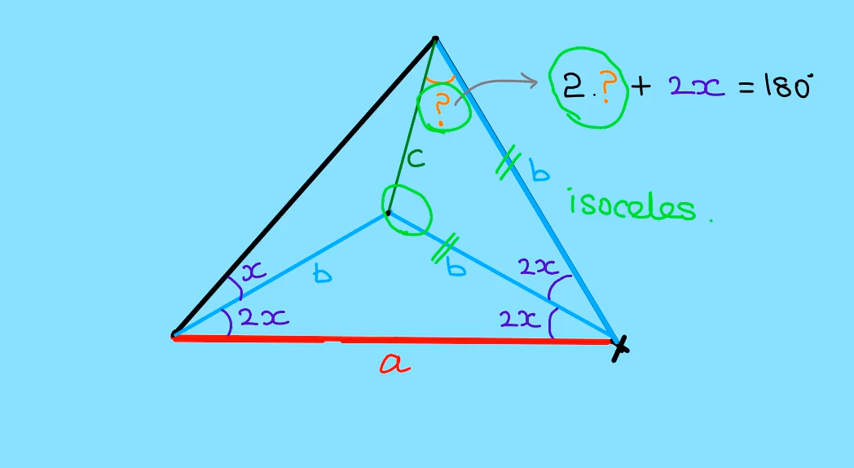 2.? + 2x = 180°
?
c
b
isoceles.
x
b
b
2x
2x
2x
a